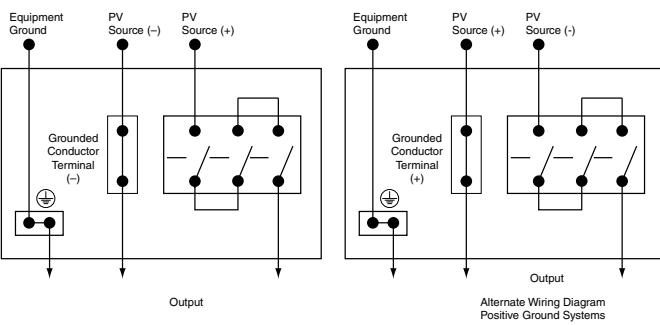 Equipment
Ground
PV
Source (–)
PV
Source (+)
Grounded
Conductor
Terminal
(–)
Output
Equipment
Ground
PV
Source (+)
PV
Source (-)
Grounded
Conductor
Terminal
(+)
Output
Alternate Wiring Diagram
Positive Ground Systems